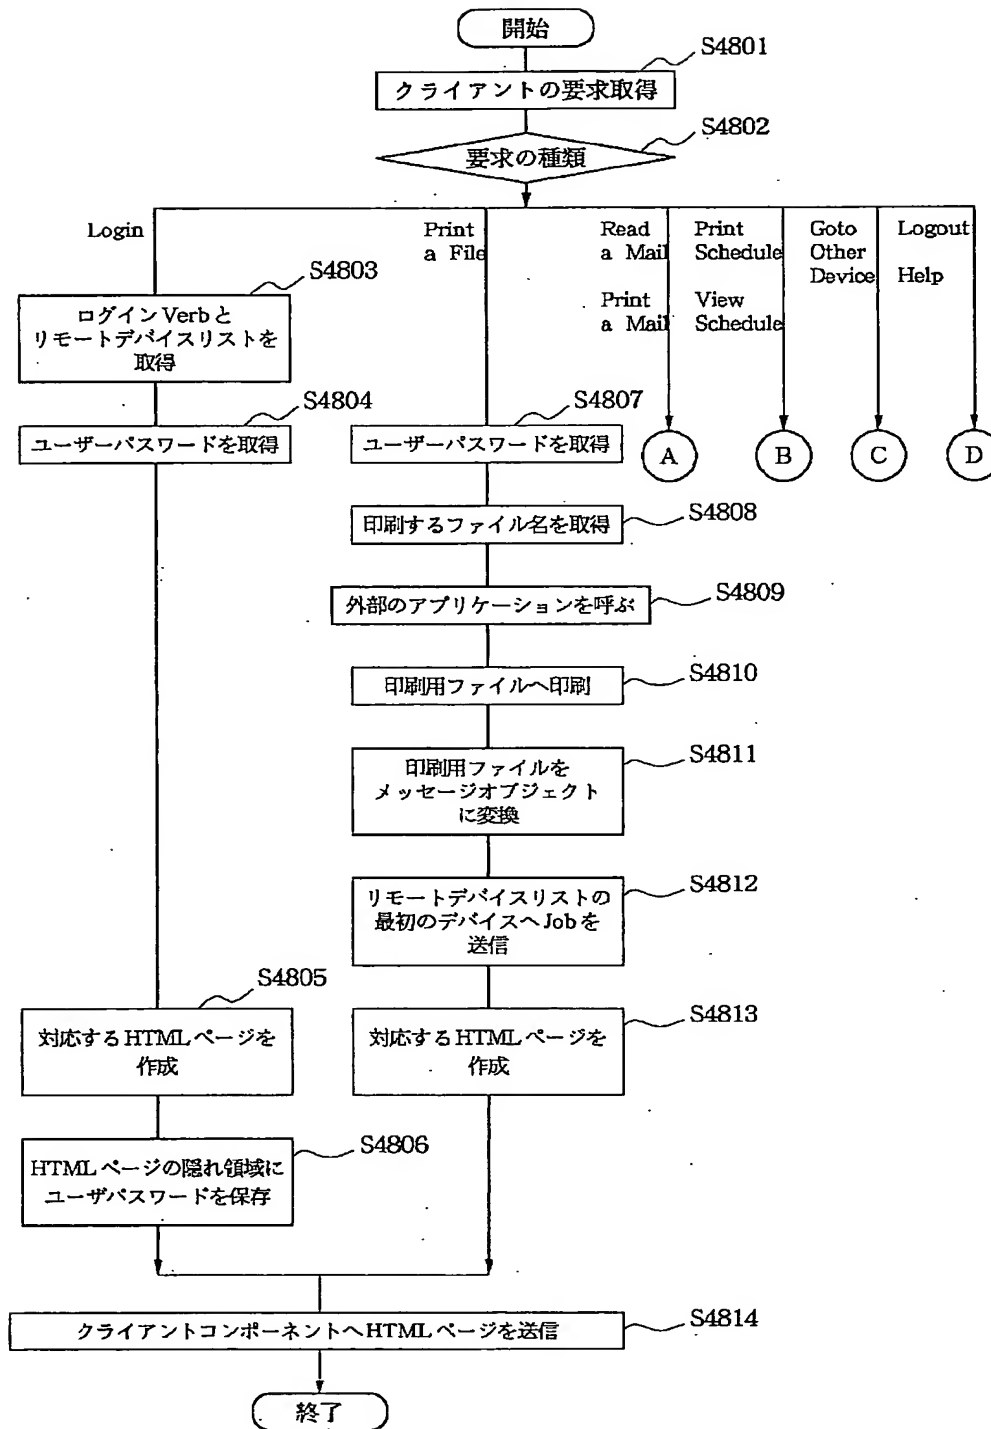 開始
S4801
クライアントの要求取得
S4802
要求の種類
Login
Print
a File
Read
a Mail
Print
a Mail
Print
Schedule
View
Schedule
Goto
Other
Device
Logout
Help
S4803
ログイン Verbと
リモートデバイスリストを
取得
S4804
ユーザーパスワードを取得
S4807
ユーザーパスワードを取得
A
B
C
D
S4808
印刷するファイル名を取得
S4809
外部のアプリケーションを呼ぶ
S4810
印刷用ファイルへ印刷
S4811
印刷用ファイルを
メッセージオブジェクト
に変換
S4812
リモートデバイスリストの
最初のデバイスへJobを
送信
S4805
対応するHTMLページを
作成
S4813
対応するHTMLページを
作成
S4806
HTMLページの隠れ領域に
ユーザパスワードを保存
S4814
クライアントコンポーネントへHTMLページを送信
終了